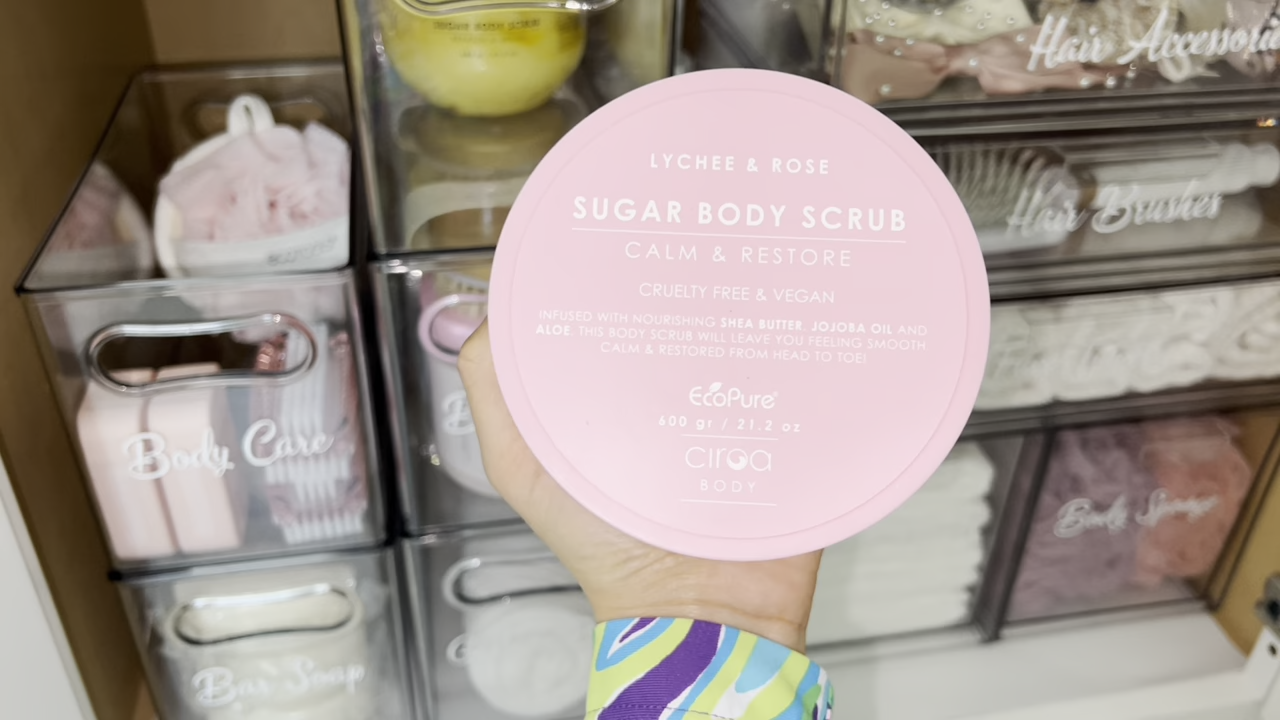 Hair Accessories
Hair Brushes
LYCHEE & ROSE
SUGAR BODY SCRUB
CALM & RESTORE
CRUELTY FREE & VEGAN
INFUSED WITH NOURISHING SHEA BUTTER, JOJOBA OIL AND
ALOE. THIS BODY SCRUB WILL LEAVE YOU FEELING SMOOTH
CALM & RESTORED FROM HEAD TO TOE!
EcoPure
600 gr / 21.2 oz
ciroa
BODY
Body Care
Body Sponge
Bar Soap